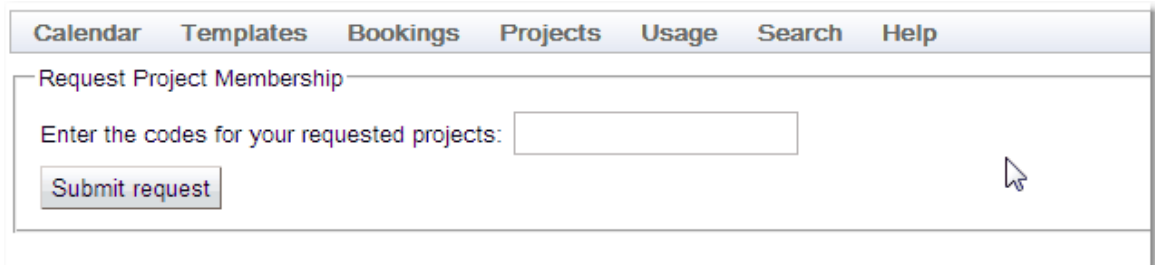 Calendar Templates Bookings Projects Usage Search Help
Request Project Membership
Enter the codes for your requested projects:
Submit request